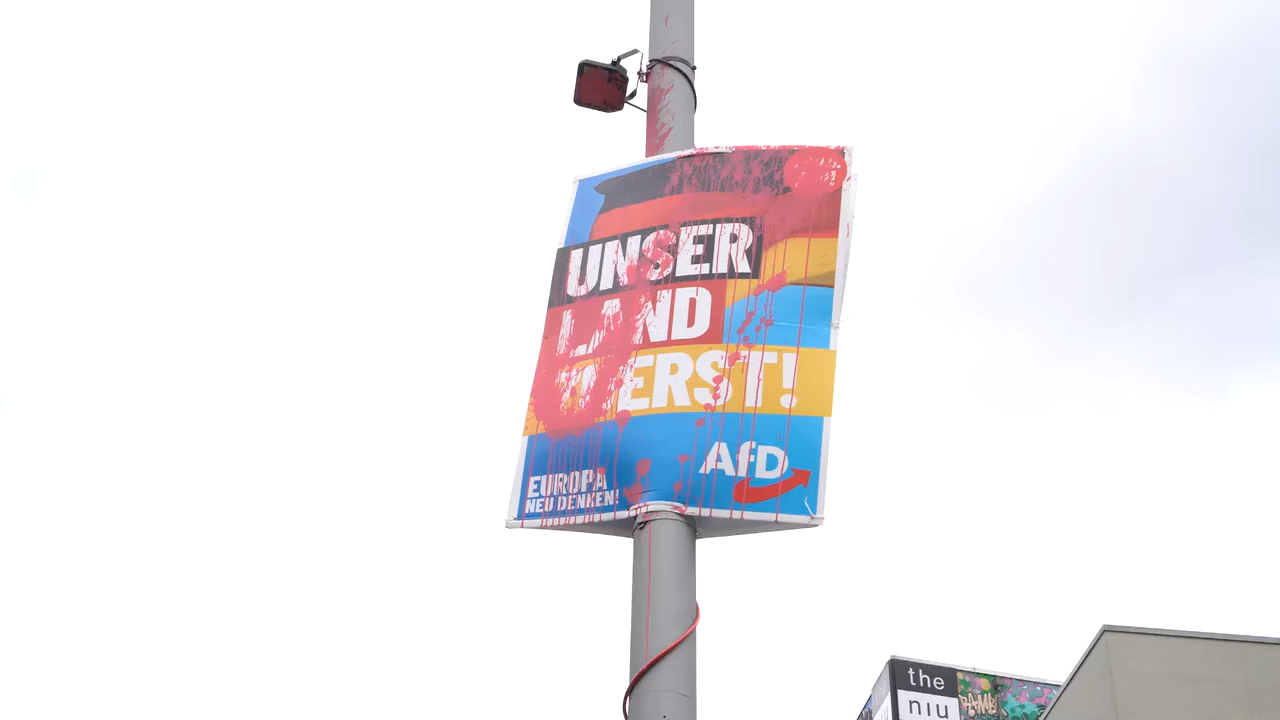 UNSER
LAND
ZUERST!
AfD
EUROPA
NEU DENKEN!
the
niu